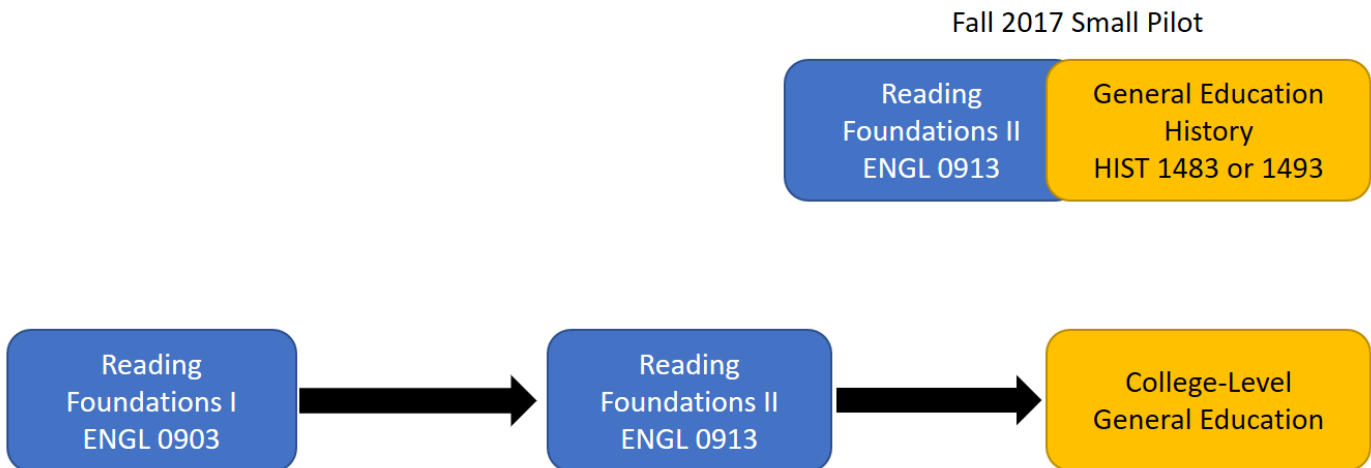 Fall 2017 Small Pilot
Reading
Foundations II
ENGL 0913
General Education
History
HIST 1483 or 1493
Reading
Foundations I
ENGL 0903
Reading
Foundations II
ENGL 0913
College-Level
General Education